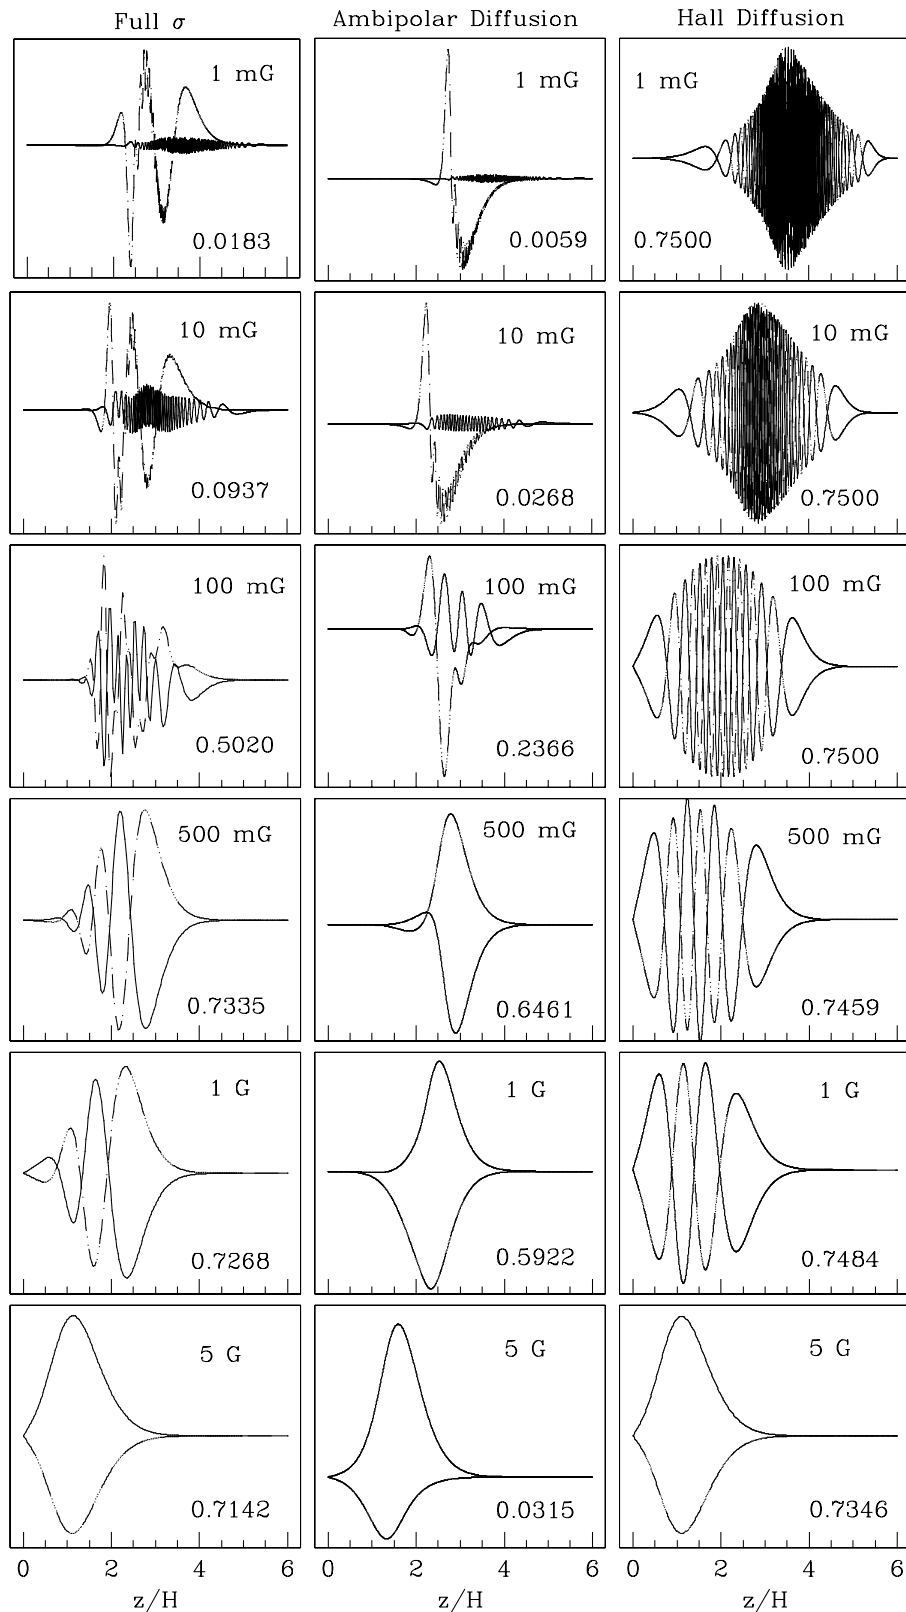 Full σ Ambipolar Diffusion Hall Diffusion
1 mG 1 mG 1 mG
0.0183 0.0059 0.7500
10 mG 10 mG 10 mG
0.0937 0.0268 0.7500
100 mG 100 mG 100 mG
0.5020 0.2366 0.7500
500 mG 500 mG 500 mG
0.7335 0.6461 0.7459
1 G 1 G 1 G
0.7268 0.5922 0.7484
5 G 5 G 5 G
0.7142 0.0315 0.7346
0 2 4 6 0 2 4 6 0 2 4 6
z/H z/H z/H